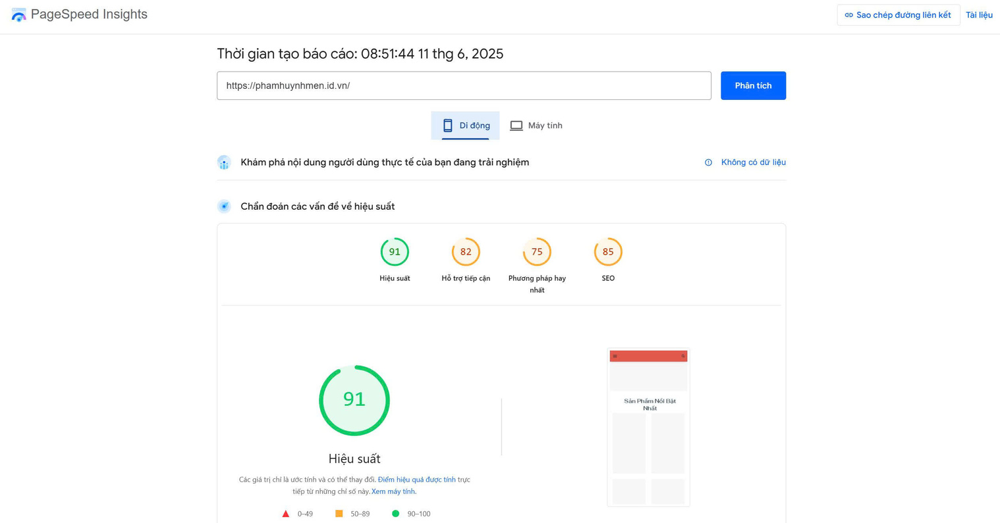 PageSpeed Insights
Sao chép đường liên kết
Tài liệu
Thời gian tạo báo cáo: 08:51:44 11 thg 6, 2025
https://phamhuynhmen.id.vn/
Phân tích
Di động
Máy tính
Khám phá nội dung người dùng thực tế của bạn đang trải nghiệm
Không có dữ liệu
Chẩn đoán các vấn đề về hiệu suất
91
82
75
85
Hiệu suất
Hỗ trợ tiếp cận
Phương pháp hay
nhất
SEO
91
Hiệu suất
Các giá trị chỉ là ước tính và có thể thay đổi. Điểm hiệu quả được tính trực
tiếp từ những chỉ số này. Xem máy tính.
0–49
50–89
90–100
Sản Phẩm Nổi Bật
Nhất